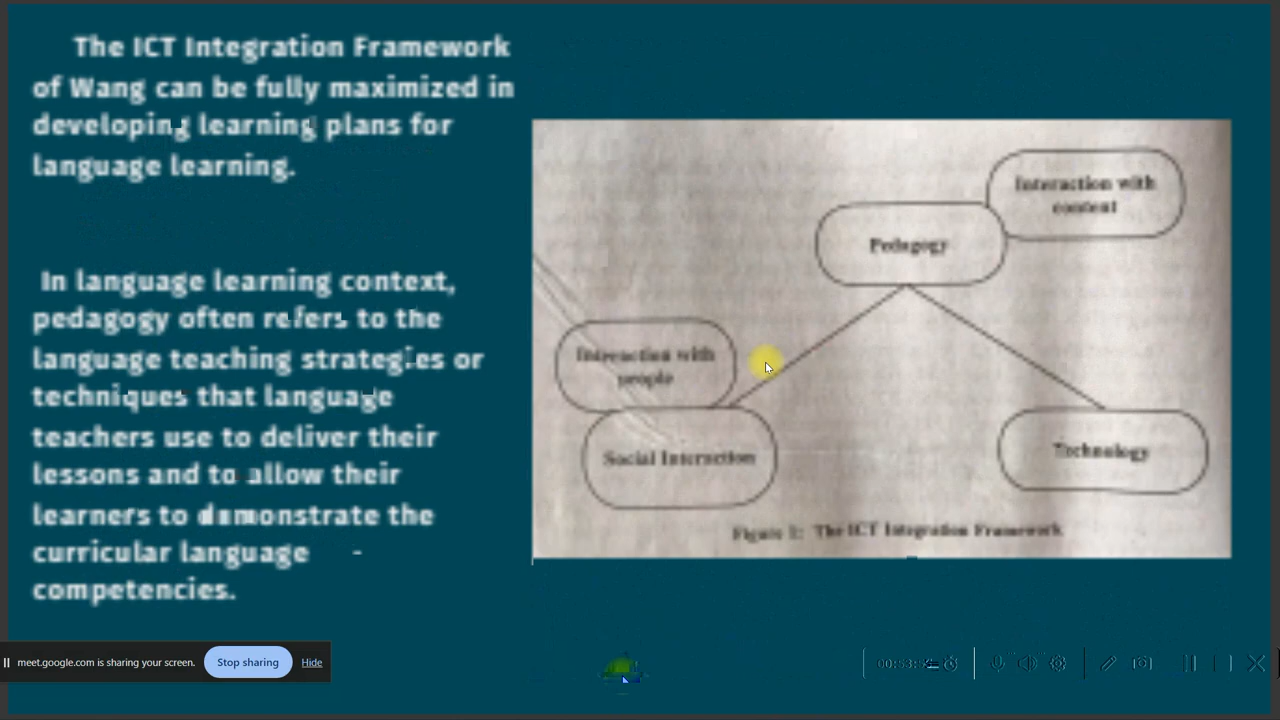 The ICT Integration Framework
of Wang can be fully maximized in
developing learning plans for
language learning.
In language learning context,
pedagogy often refers to the
language teaching strategies or
techniques that language
teachers use to deliver their
lessons and to allow their
learners to demonstrate the
curricular language
competencies.
Interaction with
content
Pedagogy
Interaction with
people
Social Interaction
Technology
Figure 1: The ICT Integration Framework
meet.google.com is sharing your screen.
Stop sharing
Hide